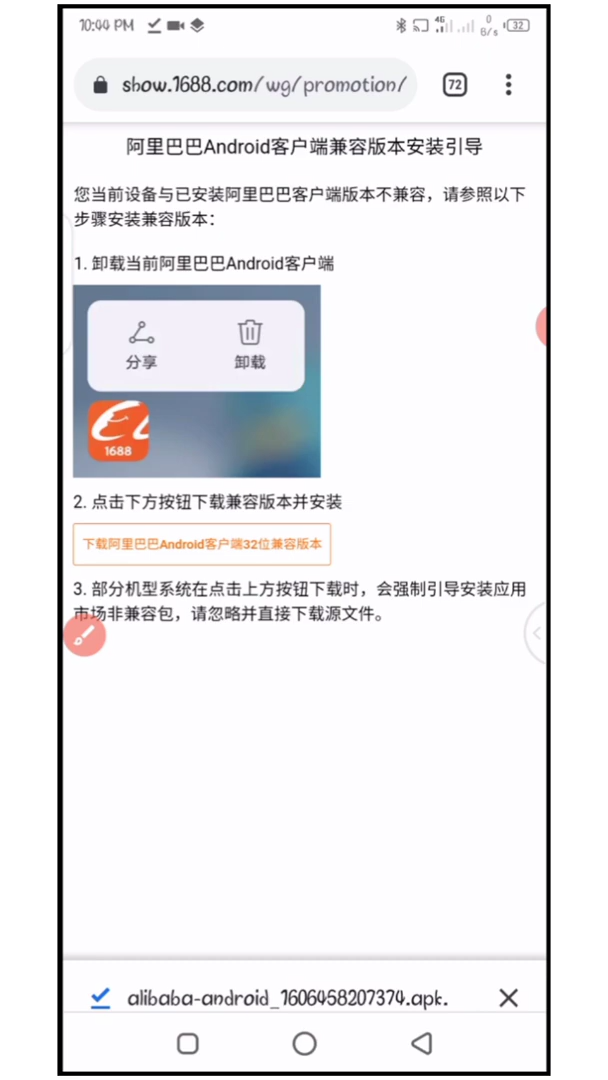 10:44 PM 4G 0 B/s 32
show.1688.com/wg/promotion/ 72
阿里巴巴Android客户端兼容版本安装引导
您当前设备与已安装阿里巴巴客户端版本不兼容，请参照以下
步骤安装兼容版本：
1. 卸载当前阿里巴巴Android客户端
分享 卸载
1688
2. 点击下方按钮下载兼容版本并安装
下载阿里巴巴Android客户端32位兼容版本
3. 部分机型系统在点击上方按钮下载时，会强制引导安装应用
市场非兼容包，请忽略并直接下载源文件。
alibaba-android_1606458207374.apk.